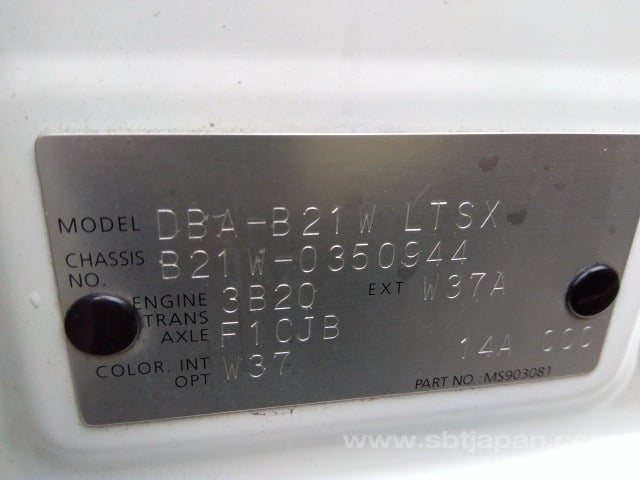 MODEL DBA-B21W LTSX
CHASSIS NO. B21W-0350944
ENGINE 3B20 EXT W37A
TRANS AXLE F1CJB
COLOR. INT OPT W37 14A 000
PART NO.: MS903081
www.sbtjapan.com